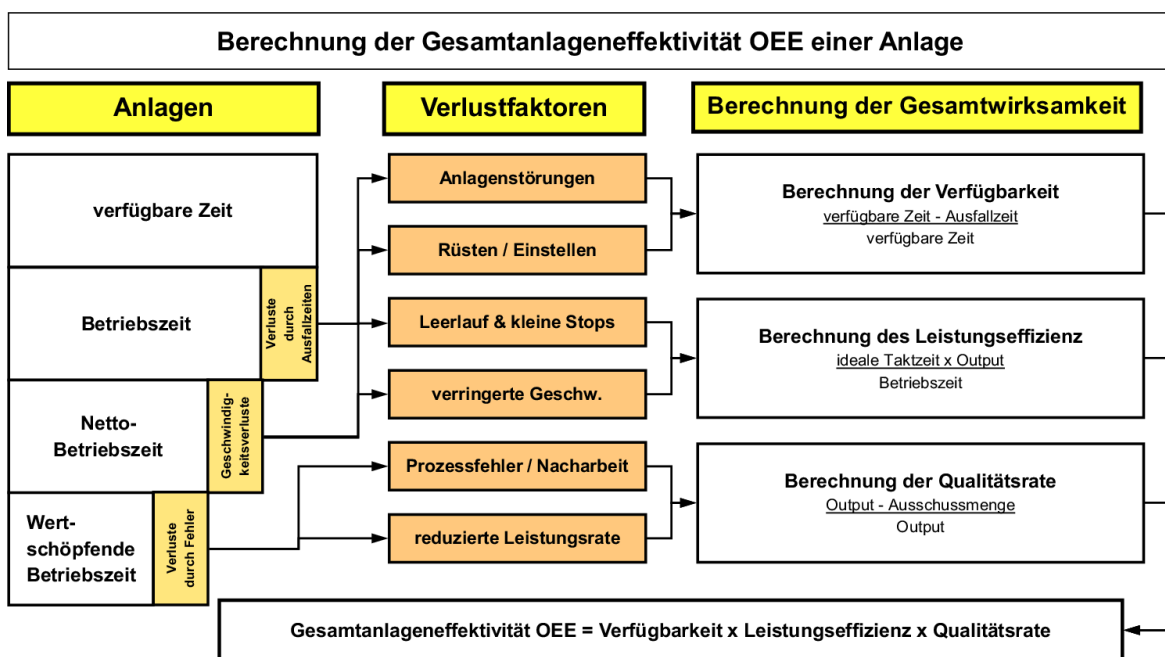 Berechnung der Gesamtanlageneffektivität OEE einer Anlage
Anlagen
Verlustfaktoren
Berechnung der Gesamtwirksamkeit
verfügbare Zeit
Betriebszeit
Verluste
durch
Ausfallzeiten
Netto-
Betriebszeit
Geschwindig-
keitsverluste
Wert-
schöpfende
Betriebszeit
Verluste
durch Fehler
Anlagenstörungen
Rüsten / Einstellen
Leerlauf & kleine Stops
verringerte Geschw.
Prozessfehler / Nacharbeit
reduzierte Leistungsrate
Berechnung der Verfügbarkeit
verfügbare Zeit - Ausfallzeit
verfügbare Zeit
Berechnung des Leistungseffizienz
ideale Taktzeit x Output
Betriebszeit
Berechnung der Qualitätsrate
Output - Ausschussmenge
Output
Gesamtanlageneffektivität OEE = Verfügbarkeit x Leistungseffizienz x Qualitätsrate